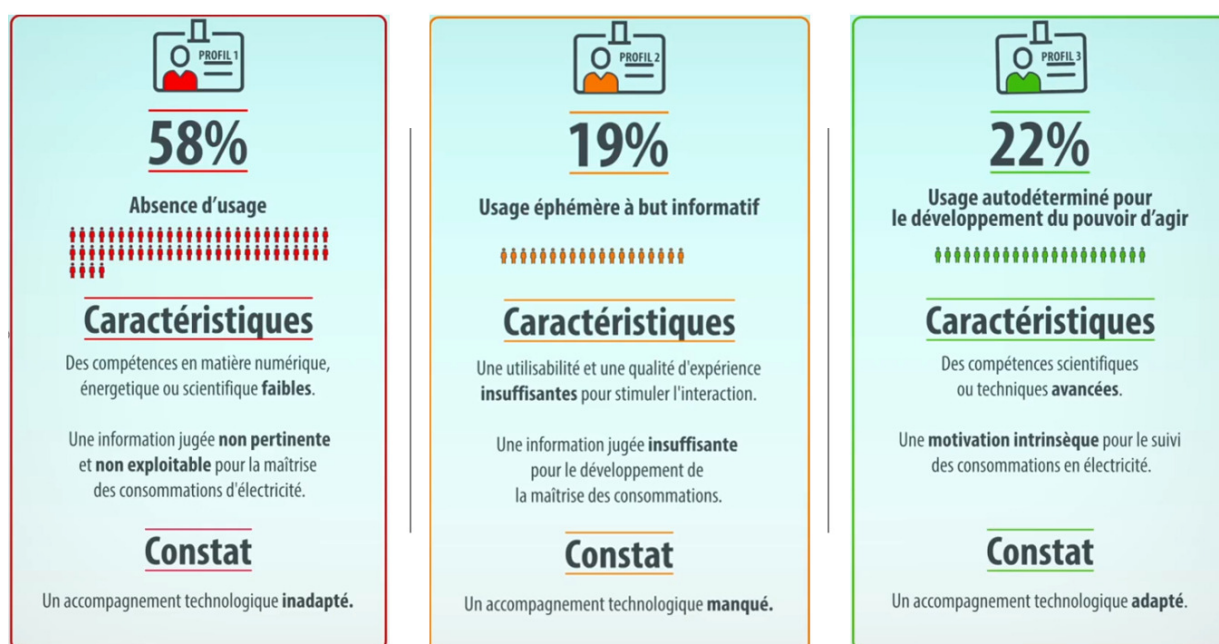 PROFIL 1
58%
Absence d’usage
Caractéristiques
Des compétences en matière numérique,
énergetique ou scientifique faibles.
Une information jugée non pertinente
et non exploitable pour la maîtrise
des consommations d'électricité.
Constat
Un accompagnement technologique inadapté.
PROFIL 2
19%
Usage éphémère à but informatif
Caractéristiques
Une utilisabilité et une qualité d'expérience
insuffisantes pour stimuler l'interaction.
Une information jugée insuffisante
pour le développement de
la maîtrise des consommations.
Constat
Un accompagnement technologique manqué.
PROFIL 3
22%
Usage autodéterminé pour
le développement du pouvoir d’agir
Caractéristiques
Des compétences scientifiques
ou techniques avancées.
Une motivation intrinsèque pour le suivi
des consommations en électricité.
Constat
Un accompagnement technologique adapté.